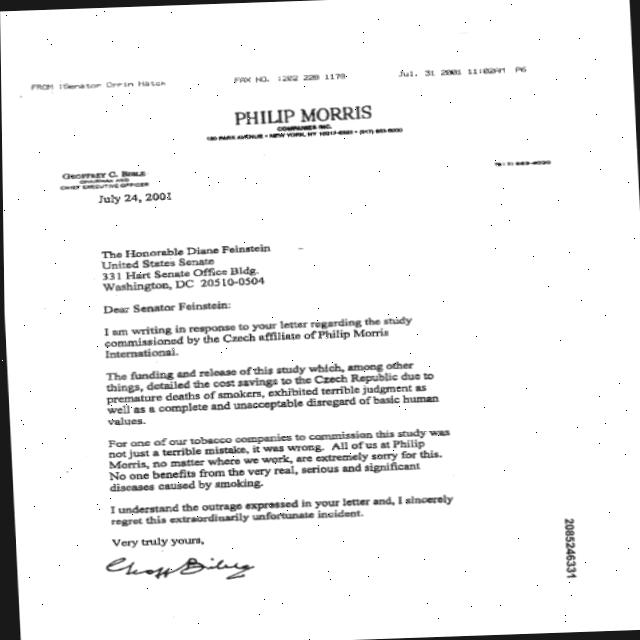 FROM :Senator Orrin Hatch FAX NO. :202 228 1178 Jul. 31 2001 11:02AM P6
PHILIP MORRIS
COMPANIES INC.
120 PARK AVENUE • NEW YORK, NY 10017-5592 • (917) 663-5000
GEOFFREY C. BIBLE
CHAIRMAN AND
CHIEF EXECUTIVE OFFICER
July 24, 2001
The Honorable Diane Feinstein
United States Senate
331 Hart Senate Office Bldg.
Washington, DC 20510-0504
Dear Senator Feinstein:
I am writing in response to your letter regarding the study
commissioned by the Czech affiliate of Philip Morris
International.
The funding and release of this study which, among other
things, detailed the cost savings to the Czech Republic due to
premature deaths of smokers, exhibited terrible judgment as
well as a complete and unacceptable disregard of basic human
values.
For one of our tobacco companies to commission this study was
not just a terrible mistake, it was wrong. All of us at Philip
Morris, no matter where we work, are extremely sorry for this.
No one benefits from the very real, serious and significant
diseases caused by smoking.
I understand the outrage expressed in your letter and, I sincerely
regret this extraordinarily unfortunate incident.
Very truly yours,
2085246331